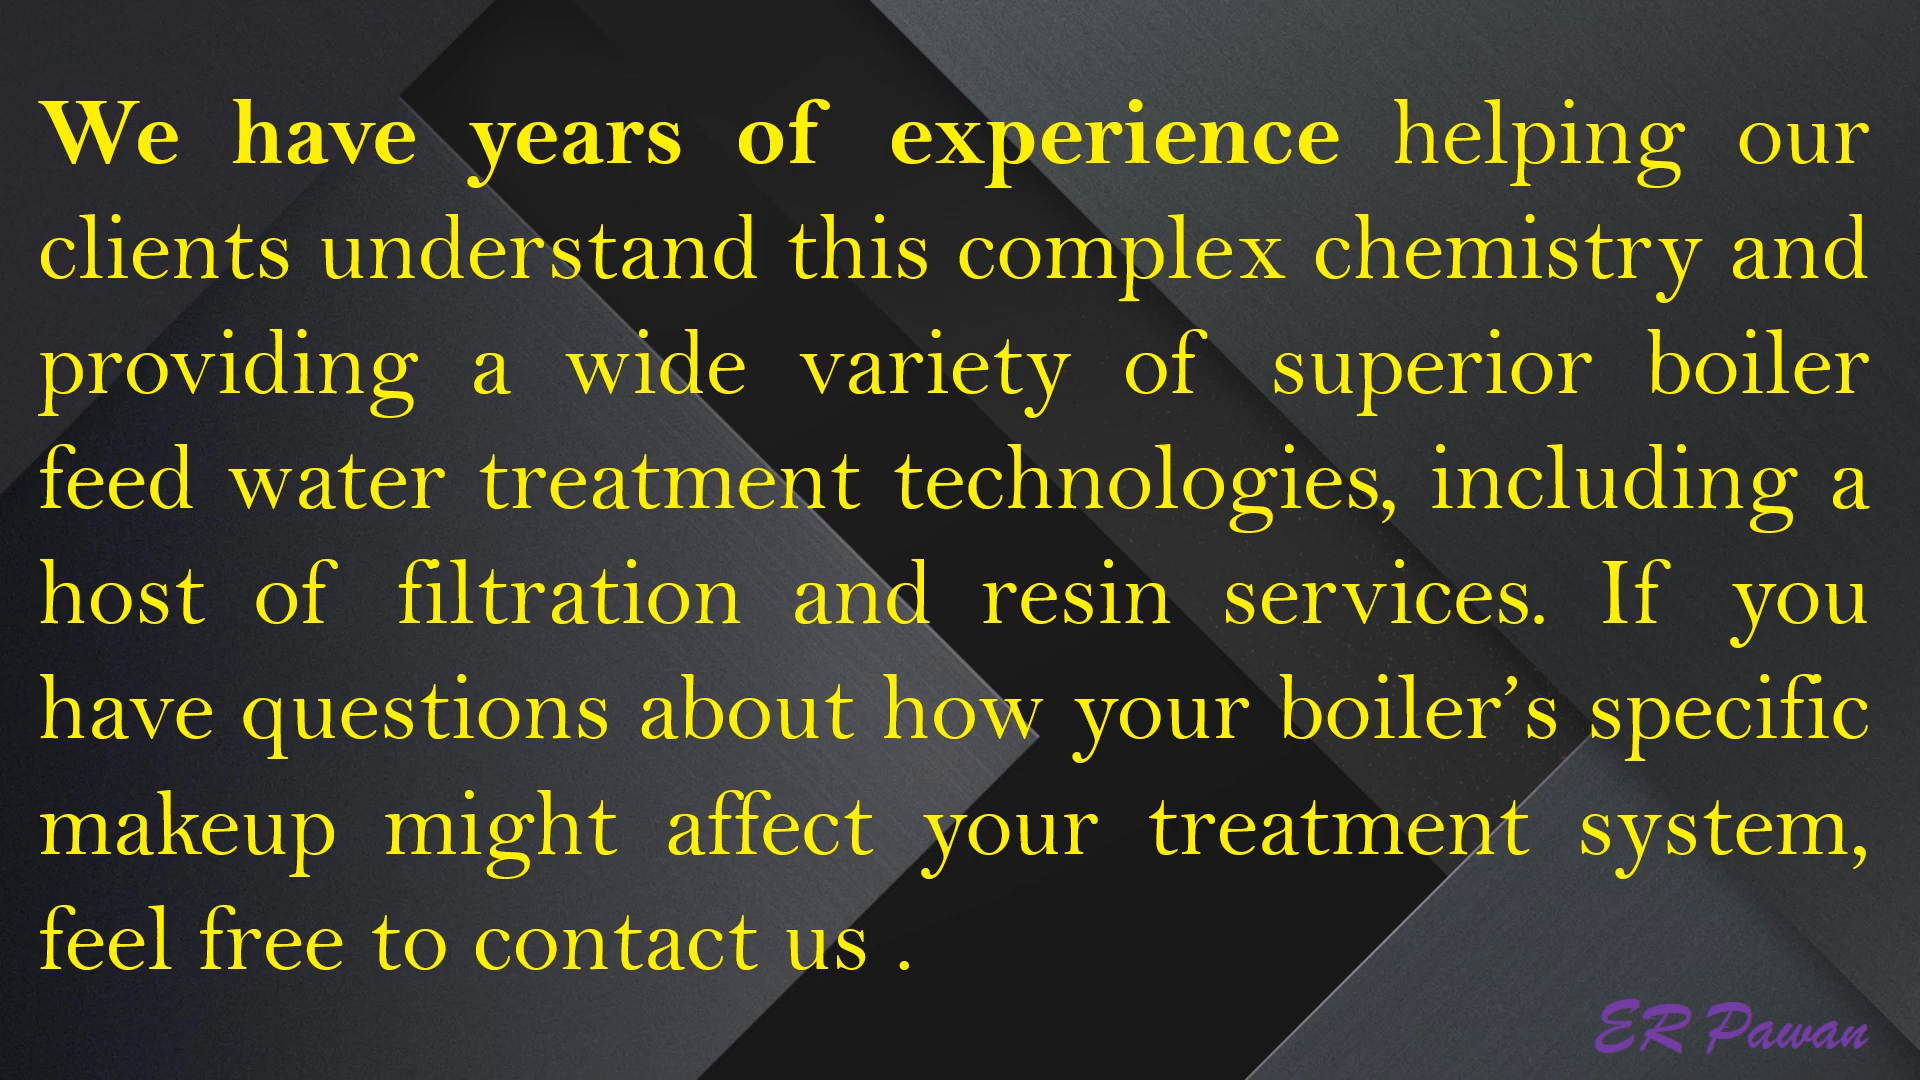 We have years of experience helping our
clients understand this complex chemistry and
providing a wide variety of superior boiler
feed water treatment technologies, including a
host of filtration and resin services. If you
have questions about how your boiler’s specific
makeup might affect your treatment system,
feel free to contact us .
ER Pawan